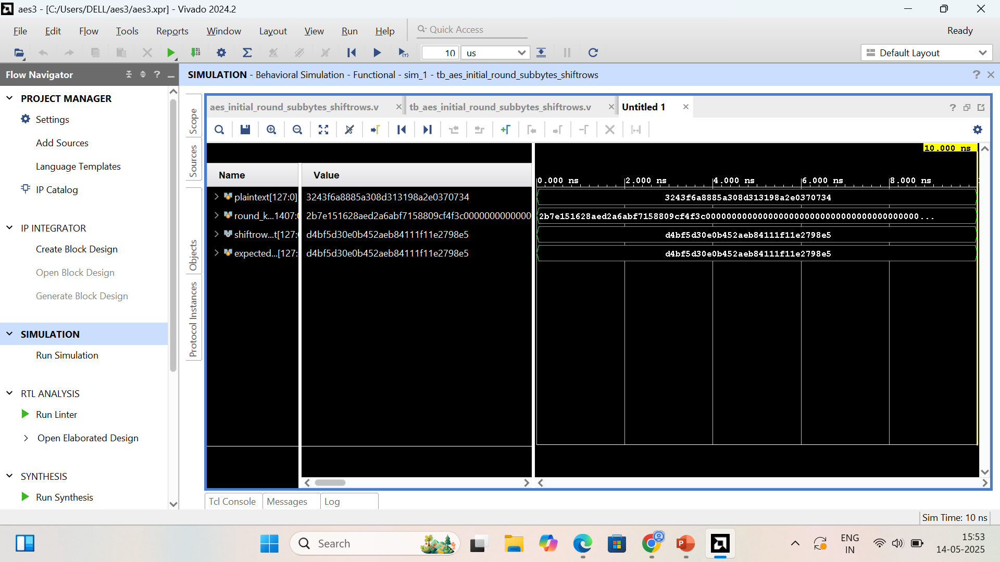 aes3 - [C:/Users/DELL/aes3/aes3.xpr] - Vivado 2024.2
File Edit Flow Tools Reports Window Layout View Run Help Quick Access Ready
10 us Default Layout
Flow Navigator
SIMULATION - Behavioral Simulation - Functional - sim_1 - tb_aes_initial_round_subbytes_shiftrows
PROJECT MANAGER
Settings
Add Sources
Language Templates
IP Catalog
IP INTEGRATOR
Create Block Design
Open Block Design
Generate Block Design
SIMULATION
Run Simulation
RTL ANALYSIS
Run Linter
Open Elaborated Design
SYNTHESIS
Run Synthesis
Scope
Sources
Objects
Protocol Instances
aes_initial_round_subbytes_shiftrows.v tb_aes_initial_round_subbytes_shiftrows.v Untitled 1
10.000 ns
Name Value
0.000 ns 2.000 ns 4.000 ns 6.000 ns 8.000 ns
plaintext[127:0] 3243f6a8885a308d313198a2e0370734 3243f6a8885a308d313198a2e0370734
round_k...1407:0 2b7e151628aed2a6abf7158809cf4f3c0000000000000 2b7e151628aed2a6abf7158809cf4f3c00000000000000000000000000000000000000000...
shiftrow...t[127:0 d4bf5d30e0b452aeb84111f11e2798e5 d4bf5d30e0b452aeb84111f11e2798e5
expected...[127: d4bf5d30e0b452aeb84111f11e2798e5 d4bf5d30e0b452aeb84111f11e2798e5
Tcl Console Messages Log
Sim Time: 10 ns
Search
ENG
IN
15:53
14-05-2025